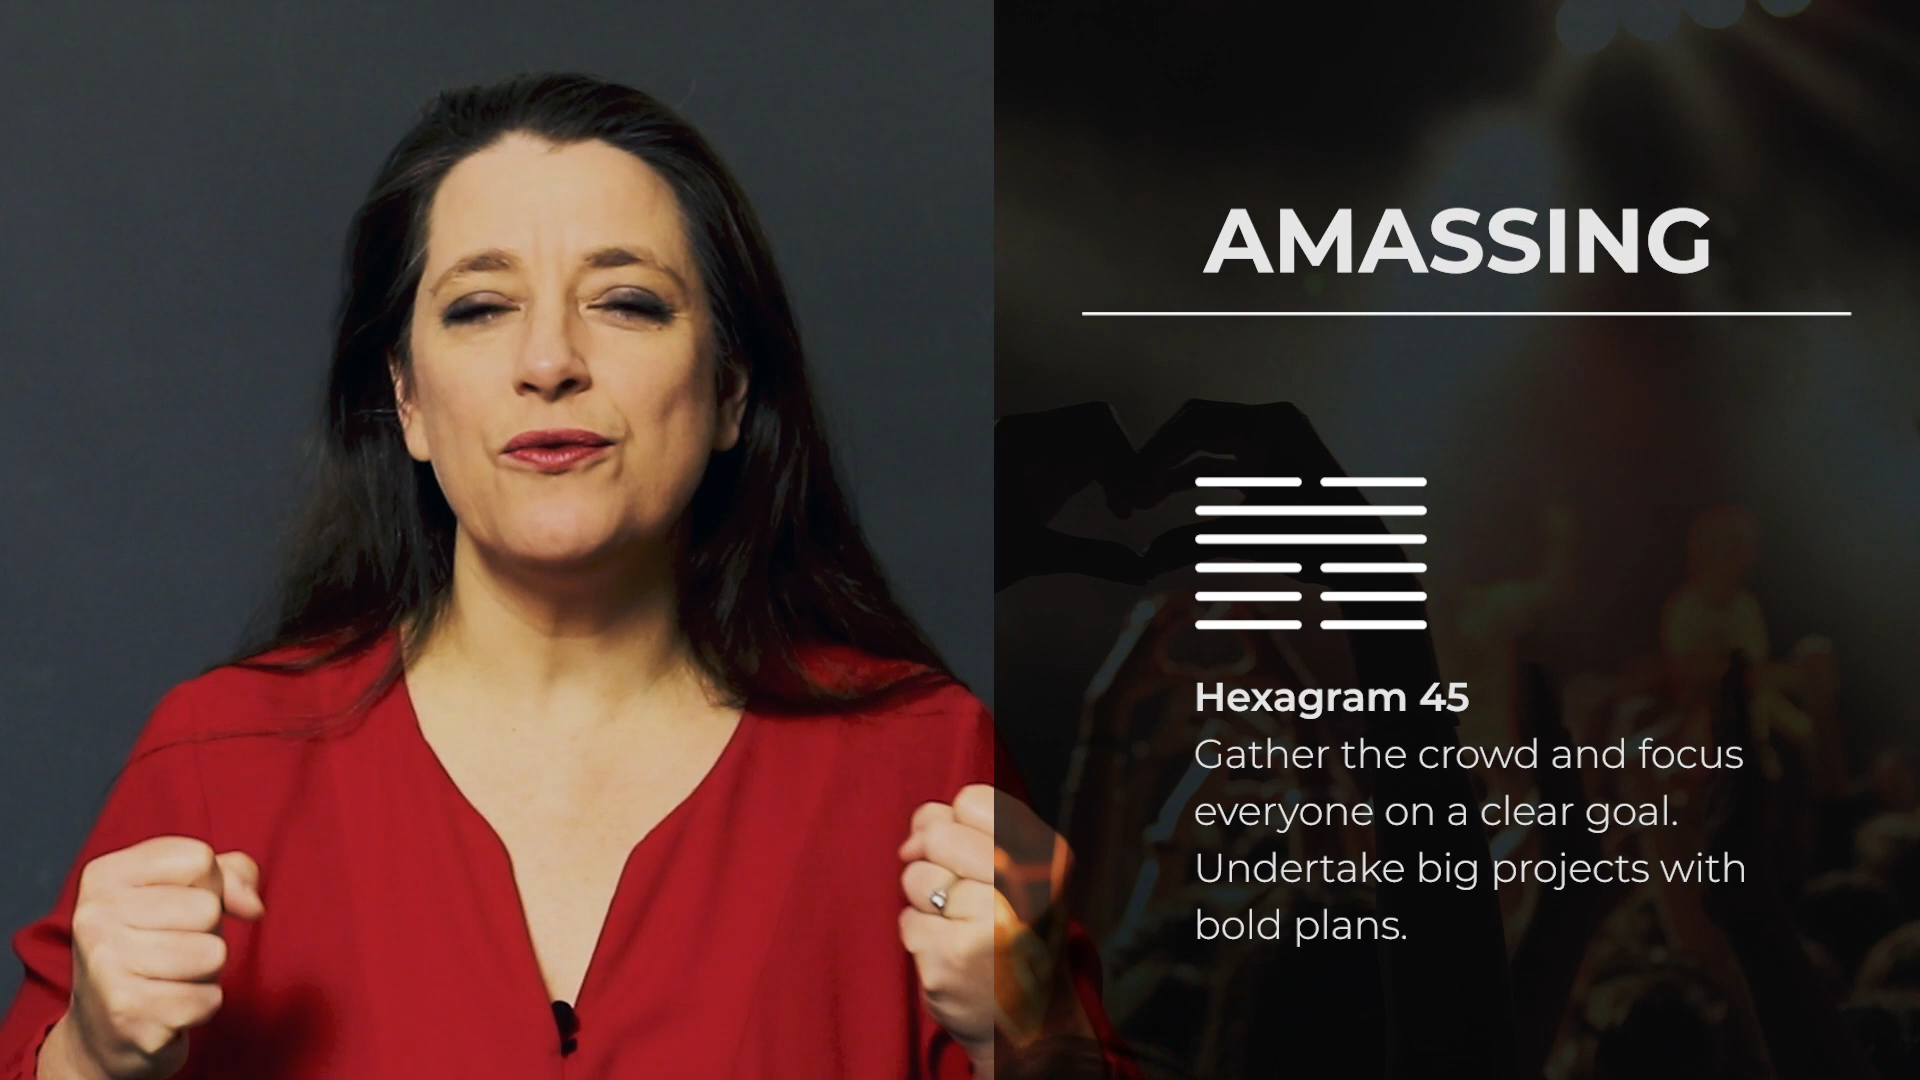 AMASSING
Hexagram 45
Gather the crowd and focus
everyone on a clear goal.
Undertake big projects with
bold plans.